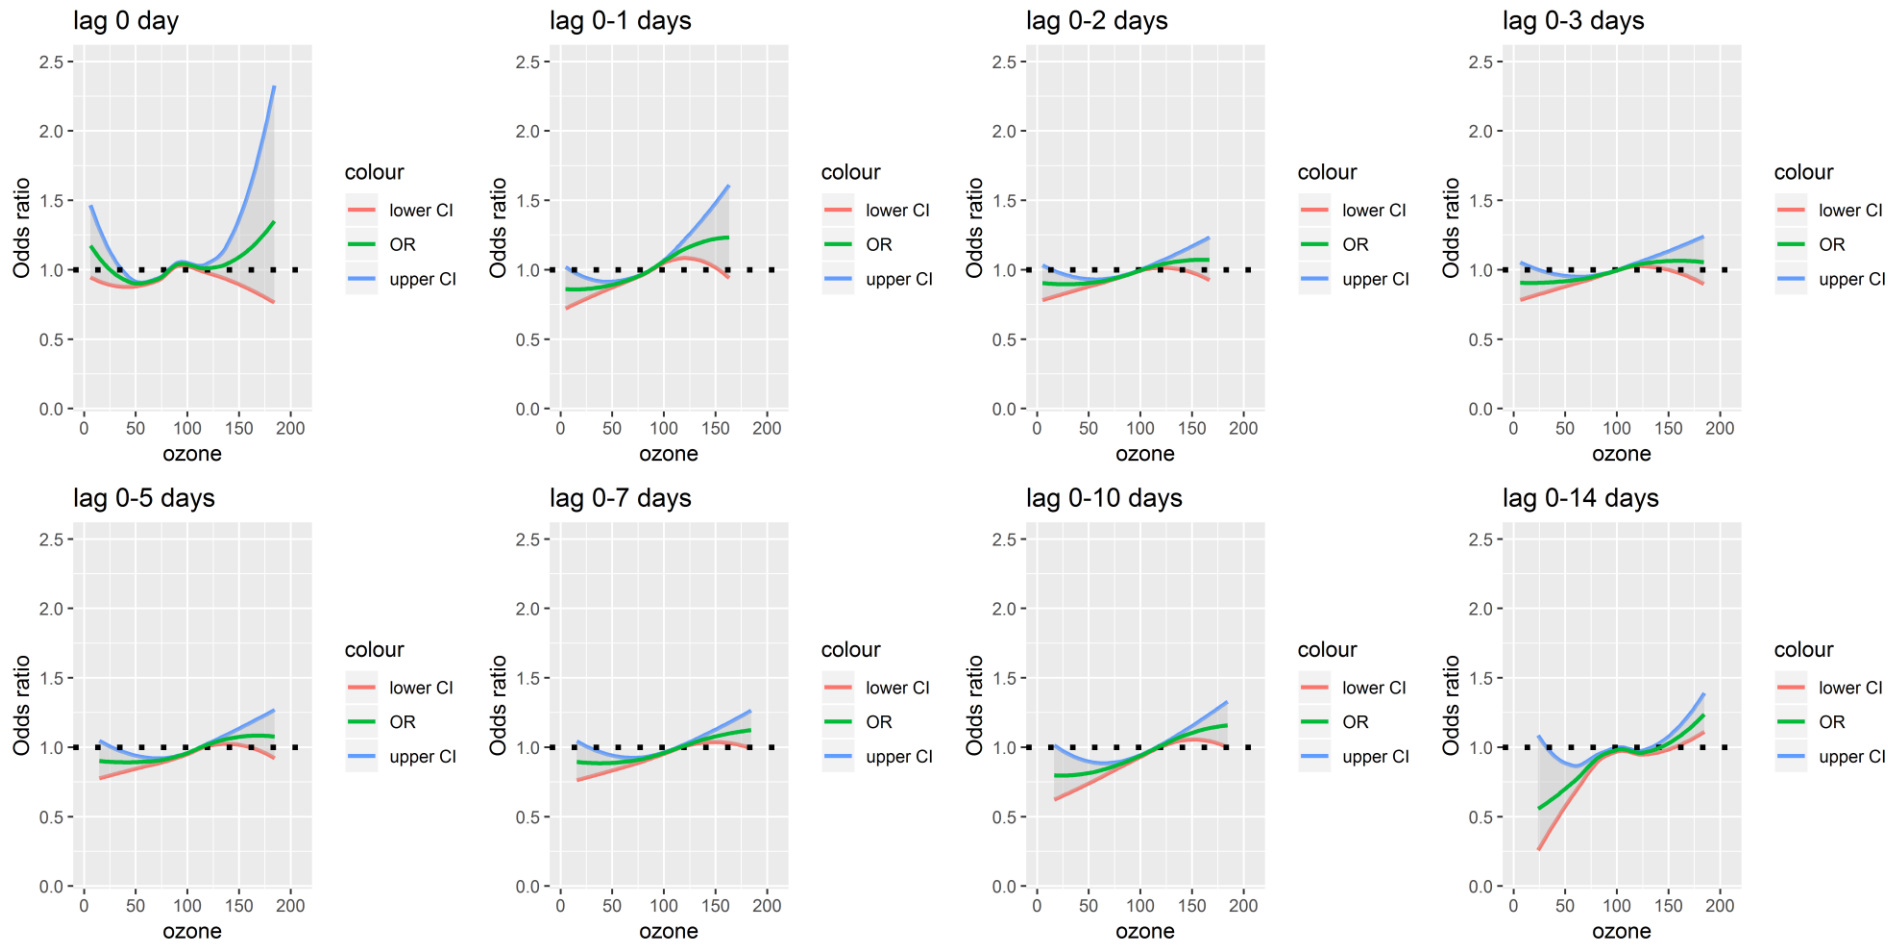 lag 0 day
2.5
2.0
1.5
1.0
0.5
0.0
Odds ratio
0
50
100
150
200
ozone
colour
lower CI
OR
upper CI
lag 0-1 days
2.5
2.0
1.5
1.0
0.5
0.0
Odds ratio
0
50
100
150
200
ozone
colour
lower CI
OR
upper CI
lag 0-2 days
2.5
2.0
1.5
1.0
0.5
0.0
Odds ratio
0
50
100
150
200
ozone
colour
lower CI
OR
upper CI
lag 0-3 days
2.5
2.0
1.5
1.0
0.5
0.0
Odds ratio
0
50
100
150
200
ozone
colour
lower CI
OR
upper CI
lag 0-5 days
2.5
2.0
1.5
1.0
0.5
0.0
Odds ratio
0
50
100
150
200
ozone
colour
lower CI
OR
upper CI
lag 0-7 days
2.5
2.0
1.5
1.0
0.5
0.0
Odds ratio
0
50
100
150
200
ozone
colour
lower CI
OR
upper CI
lag 0-10 days
2.5
2.0
1.5
1.0
0.5
0.0
Odds ratio
0
50
100
150
200
ozone
colour
lower CI
OR
upper CI
lag 0-14 days
2.5
2.0
1.5
1.0
0.5
0.0
Odds ratio
0
50
100
150
200
ozone
colour
lower CI
OR
upper CI